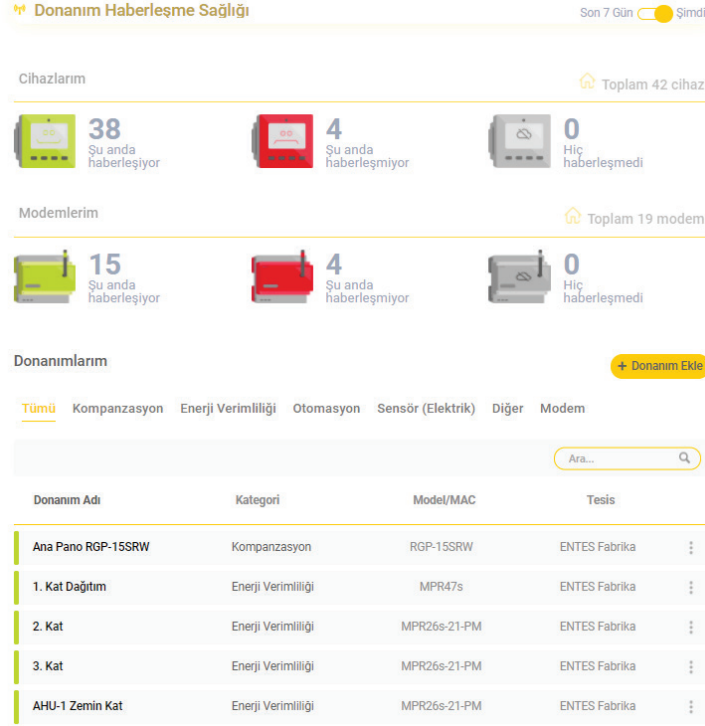 Donanım Haberleşme Sağlığı
Son 7 Gün Şimdi
Cihazlarım
Toplam 42 cihaz
38
Şu anda
haberleşiyor
4
Şu anda
haberleşmiyor
0
Hiç
haberleşmedi
Modemlerim
Toplam 19 modem
15
Şu anda
haberleşiyor
4
Şu anda
haberleşmiyor
0
Hiç
haberleşmedi
Donanımlarım
+ Donanım Ekle
Tümü Kompanzasyon Enerji Verimliliği Otomasyon Sensör (Elektrik) Diğer Modem
Ara...
Donanım Adı Kategori Model/MAC Tesis
Ana Pano RGP-15SRW Kompanzasyon RGP-15SRW ENTES Fabrika
1. Kat Dağıtım Enerji Verimliliği MPR47s ENTES Fabrika
2. Kat Enerji Verimliliği MPR26s-21-PM ENTES Fabrika
3. Kat Enerji Verimliliği MPR26s-21-PM ENTES Fabrika
AHU-1 Zemin Kat Enerji Verimliliği MPR26s-21-PM ENTES Fabrika